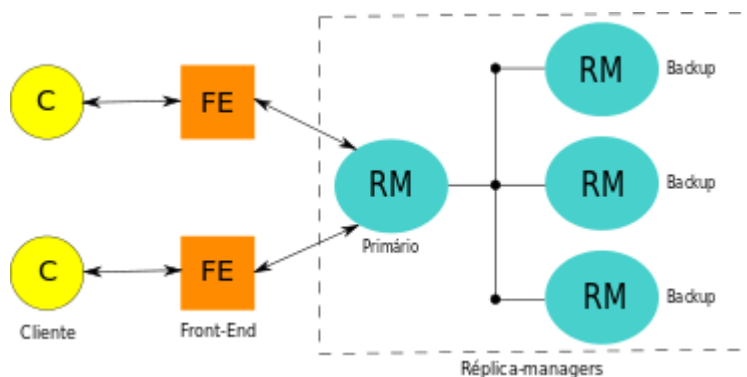 C
FE
RM
Backup
RM
Primário
RM
Backup
C
FE
RM
Backup
Cliente
Front-End
Réplica-managers